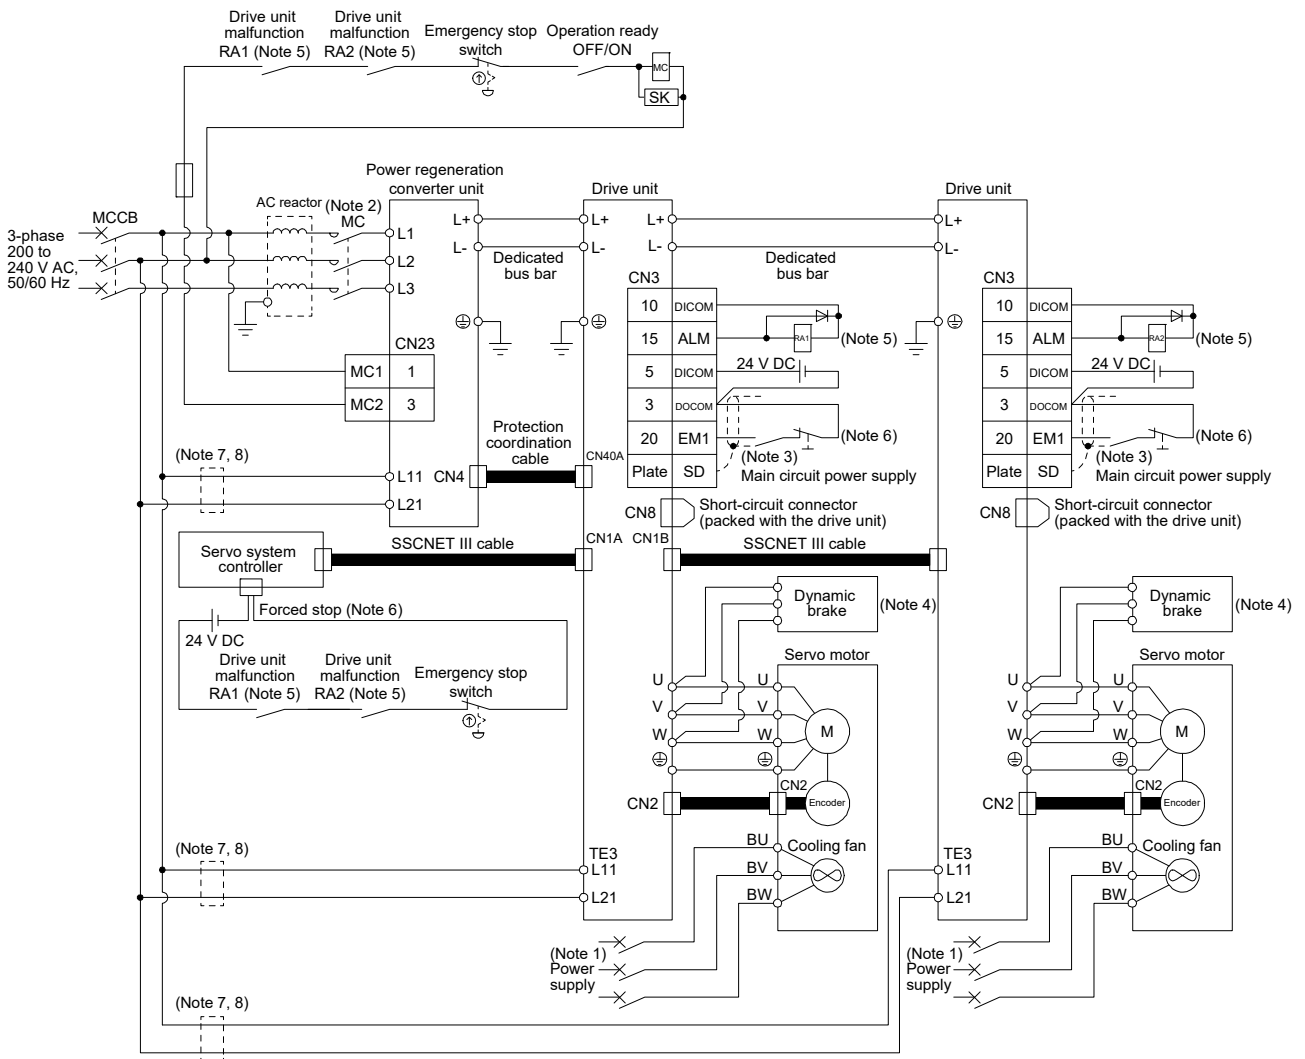 Drive unit
malfunction
RA1 (Note 5)
Drive unit
malfunction
RA2 (Note 5)
Emergency stop
switch
Operation ready
OFF/ON
MC
SK
Power regeneration
converter unit
Drive unit
Drive unit
AC reactor
(Note 2)
MC
MCCB
3-phase
200 to
240 V AC,
50/60 Hz
L1
L2
L3
L+
L-
Dedicated
bus bar
L+
L-
L+
L-
Dedicated
bus bar
L+
L-
CN23
MC1 1
MC2 3
CN3
10 DICOM
15 ALM
5 DICOM
3 DOCOM
20 EM1
Plate SD
RA1
(Note 5)
24 V DC
(Note 6)
(Note 3)
Main circuit power supply
CN3
10 DICOM
15 ALM
5 DICOM
3 DOCOM
20 EM1
Plate SD
RA2
(Note 5)
24 V DC
(Note 6)
(Note 3)
Main circuit power supply
(Note 7, 8)
L11
L21
CN4
Protection
coordination
cable
CN40A
CN8
Short-circuit connector
(packed with the drive unit)
CN8
Short-circuit connector
(packed with the drive unit)
Servo system
controller
SSCNET III cable
CN1A
CN1B
SSCNET III cable
Forced stop (Note 6)
24 V DC
Drive unit
malfunction
RA1 (Note 5)
Drive unit
malfunction
RA2 (Note 5)
Emergency stop
switch
Dynamic
brake
(Note 4)
Servo motor
U
V
W
U
V
W
M
CN2
CN2
Encoder
BU
BV
BW
Cooling fan
Dynamic
brake
(Note 4)
Servo motor
U
V
W
U
V
W
M
CN2
CN2
Encoder
BU
BV
BW
Cooling fan
(Note 7, 8)
TE3
L11
L21
TE3
L11
L21
(Note 1)
Power
supply
(Note 1)
Power
supply
(Note 7, 8)